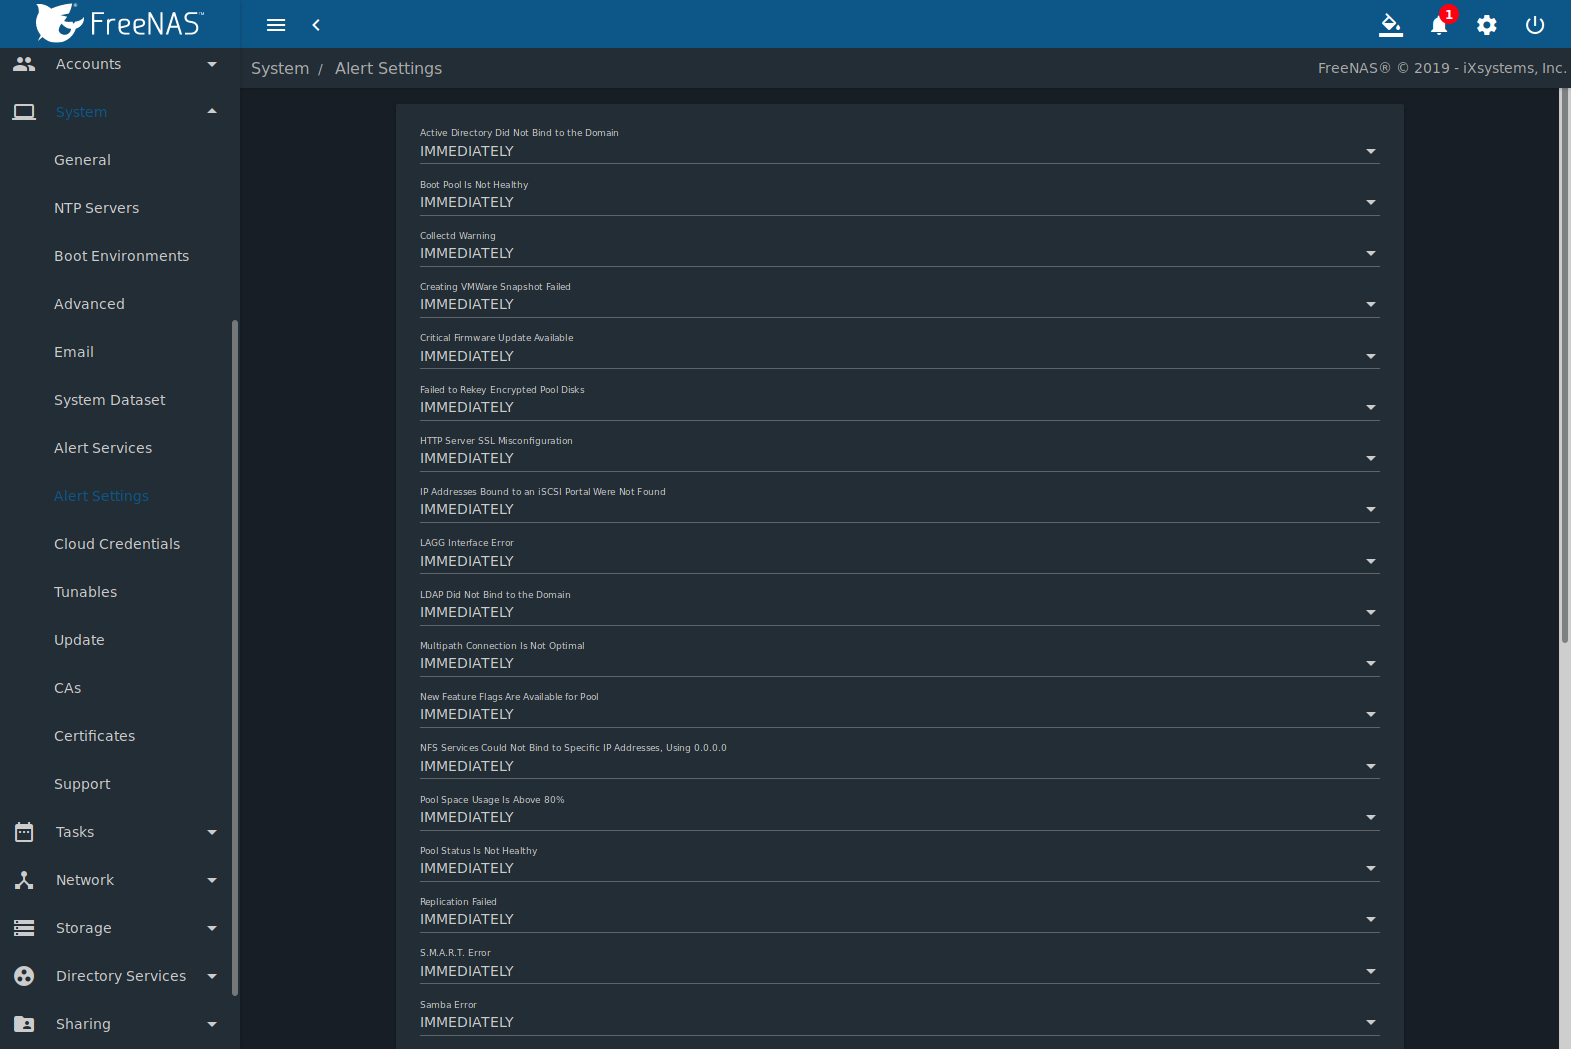 FreeNAS™
1
System / Alert Settings
FreeNAS® © 2019 - iXsystems, Inc.
Accounts
System
General
NTP Servers
Boot Environments
Advanced
Email
System Dataset
Alert Services
Alert Settings
Cloud Credentials
Tunables
Update
CAs
Certificates
Support
Tasks
Network
Storage
Directory Services
Sharing
Active Directory Did Not Bind to the Domain
IMMEDIATELY
Boot Pool Is Not Healthy
IMMEDIATELY
Collectd Warning
IMMEDIATELY
Creating VMWare Snapshot Failed
IMMEDIATELY
Critical Firmware Update Available
IMMEDIATELY
Failed to Rekey Encrypted Pool Disks
IMMEDIATELY
HTTP Server SSL Misconfiguration
IMMEDIATELY
IP Addresses Bound to an iSCSI Portal Were Not Found
IMMEDIATELY
LAGG Interface Error
IMMEDIATELY
LDAP Did Not Bind to the Domain
IMMEDIATELY
Multipath Connection Is Not Optimal
IMMEDIATELY
New Feature Flags Are Available for Pool
IMMEDIATELY
NFS Services Could Not Bind to Specific IP Addresses, Using 0.0.0.0
IMMEDIATELY
Pool Space Usage Is Above 80%
IMMEDIATELY
Pool Status Is Not Healthy
IMMEDIATELY
Replication Failed
IMMEDIATELY
S.M.A.R.T. Error
IMMEDIATELY
Samba Error
IMMEDIATELY